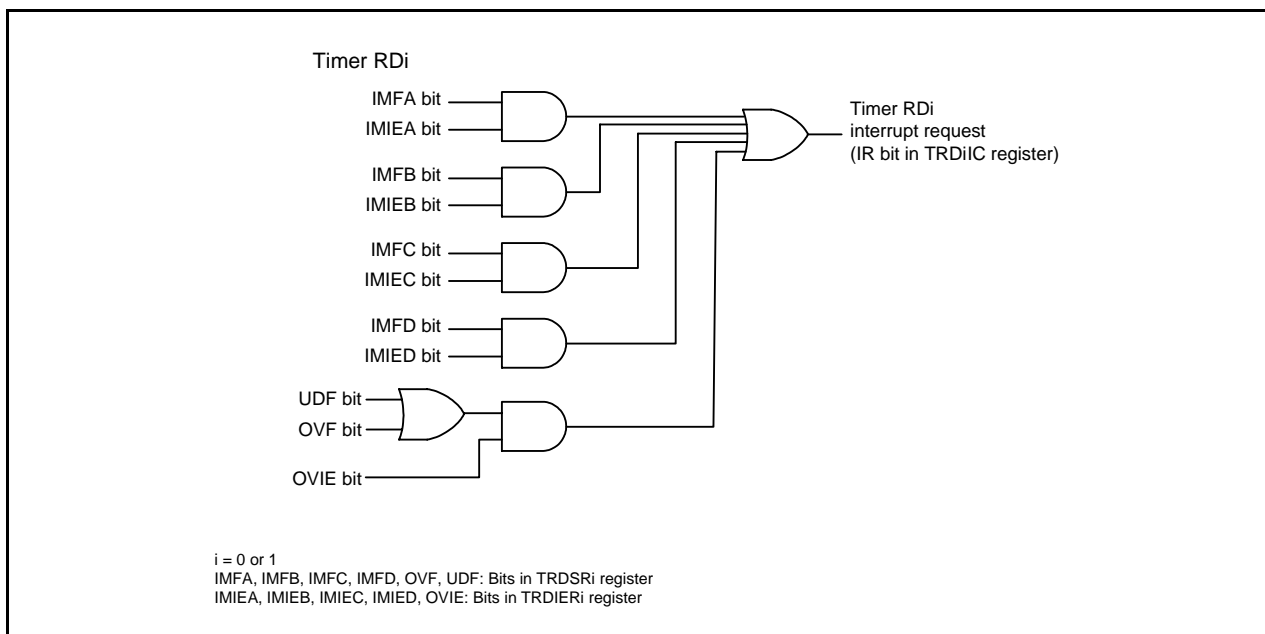 Timer RDi
IMFA bit
IMIEA bit
Timer RDi
interrupt request
(IR bit in TRDiIC register)
IMFB bit
IMIEB bit
IMFC bit
IMIEC bit
IMFD bit
IMIED bit
UDF bit
OVF bit
OVIE bit
i = 0 or 1
IMFA, IMFB, IMFC, IMFD, OVF, UDF: Bits in TRDSRi register
IMIEA, IMIEB, IMIEC, IMIED, OVIE: Bits in TRDIERi register